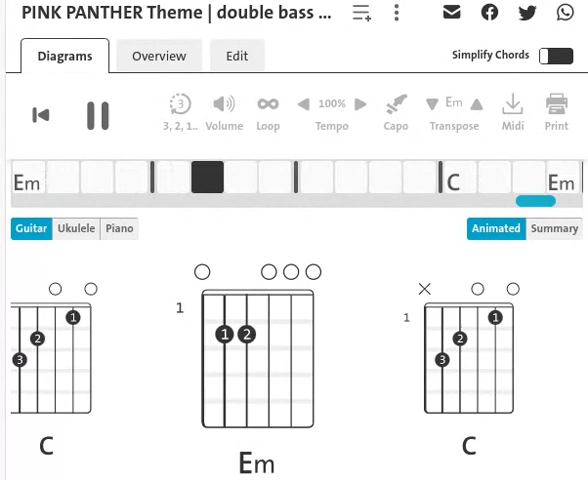 PINK PANTHER Theme | double bass ...
Diagrams Overview Edit Simplify Chords
3
100% Em
3, 2, 1.. Volume Loop Tempo Capo Transpose Midi Print
Em C Em
Guitar Ukulele Piano Animated Summary
1 1 2 1 1
2 2
3 3
C Em C